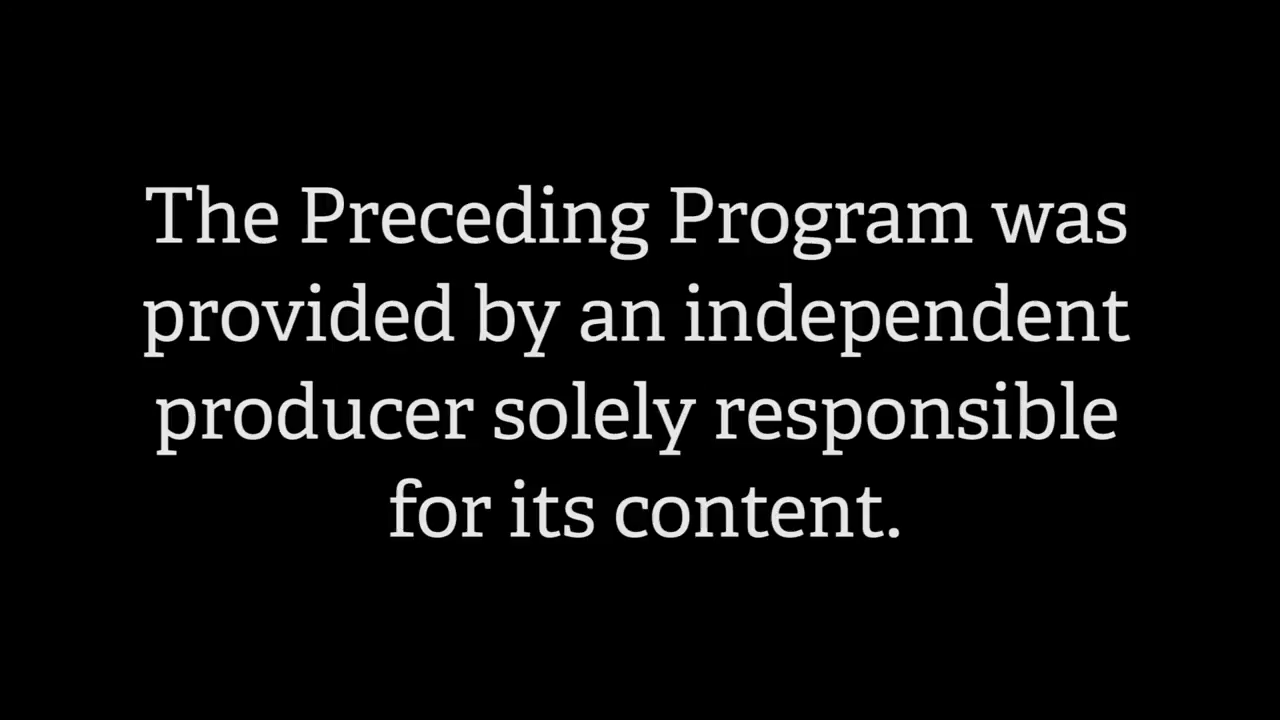 The Preceding Program was
provided by an independent
producer solely responsible
for its content.